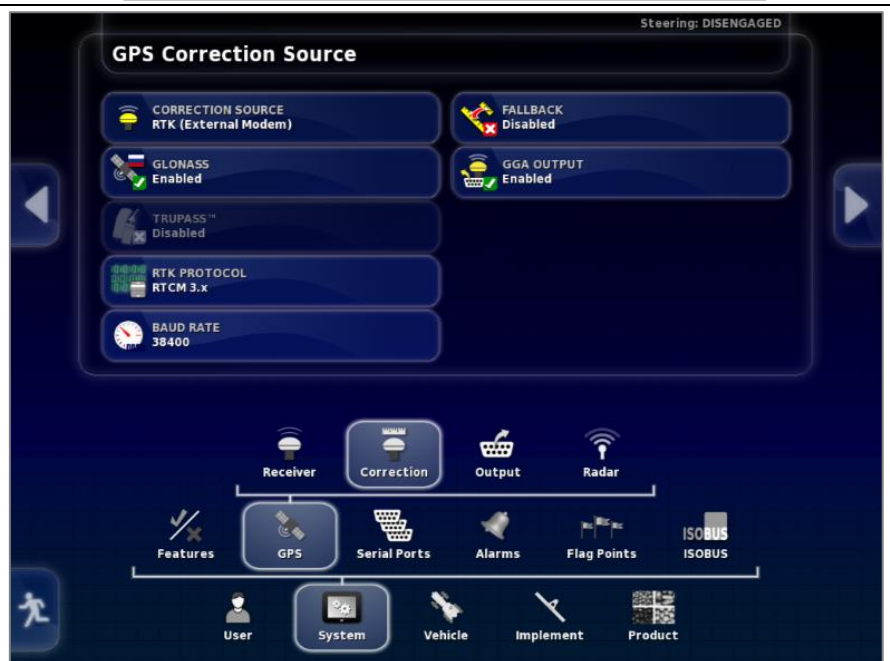 Steering: DISENGAGED
GPS Correction Source
CORRECTION SOURCE
RTK (External Modem)
FALLBACK
Disabled
GLONASS
Enabled
GGA OUTPUT
Enabled
TRUPASS™
Disabled
RTK PROTOCOL
RTCM 3.x
BAUD RATE
38400
Receiver
Correction
Output
Radar
Features
GPS
Serial Ports
Alarms
Flag Points
ISOBUS
ISOBUS
User
System
Vehicle
Implement
Product